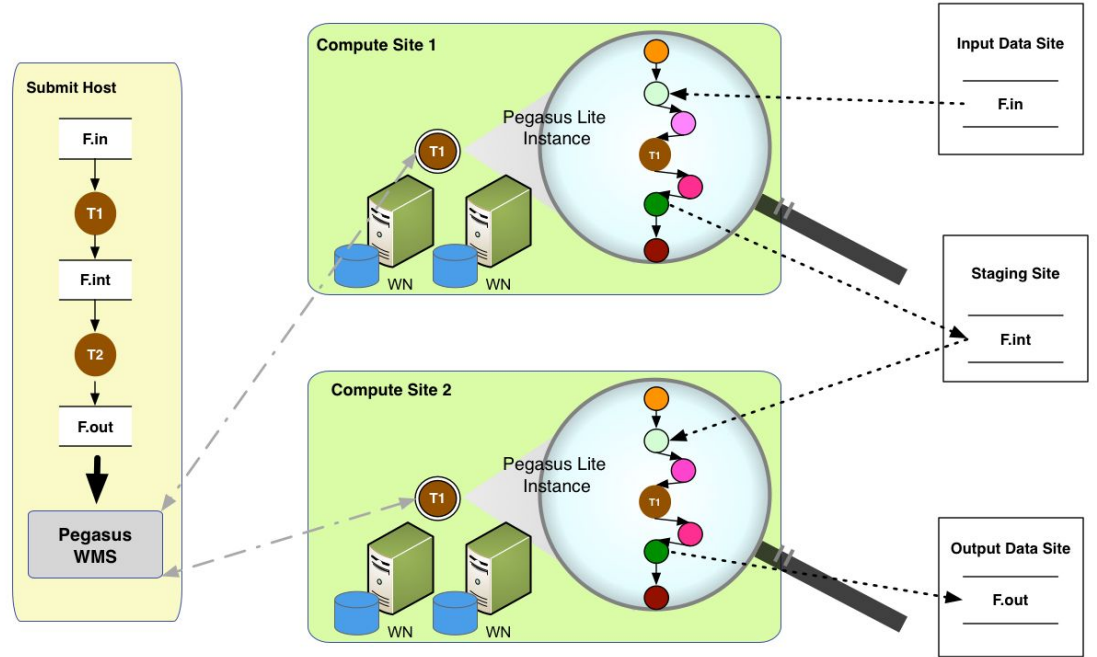 Submit Host
F.in
T1
F.int
T2
F.out
Pegasus
WMS
Compute Site 1
T1
WN
WN
Pegasus Lite
Instance
T1
Compute Site 2
T1
WN
WN
Pegasus Lite
Instance
T1
Input Data Site
F.in
Staging Site
F.int
Output Data Site
F.out